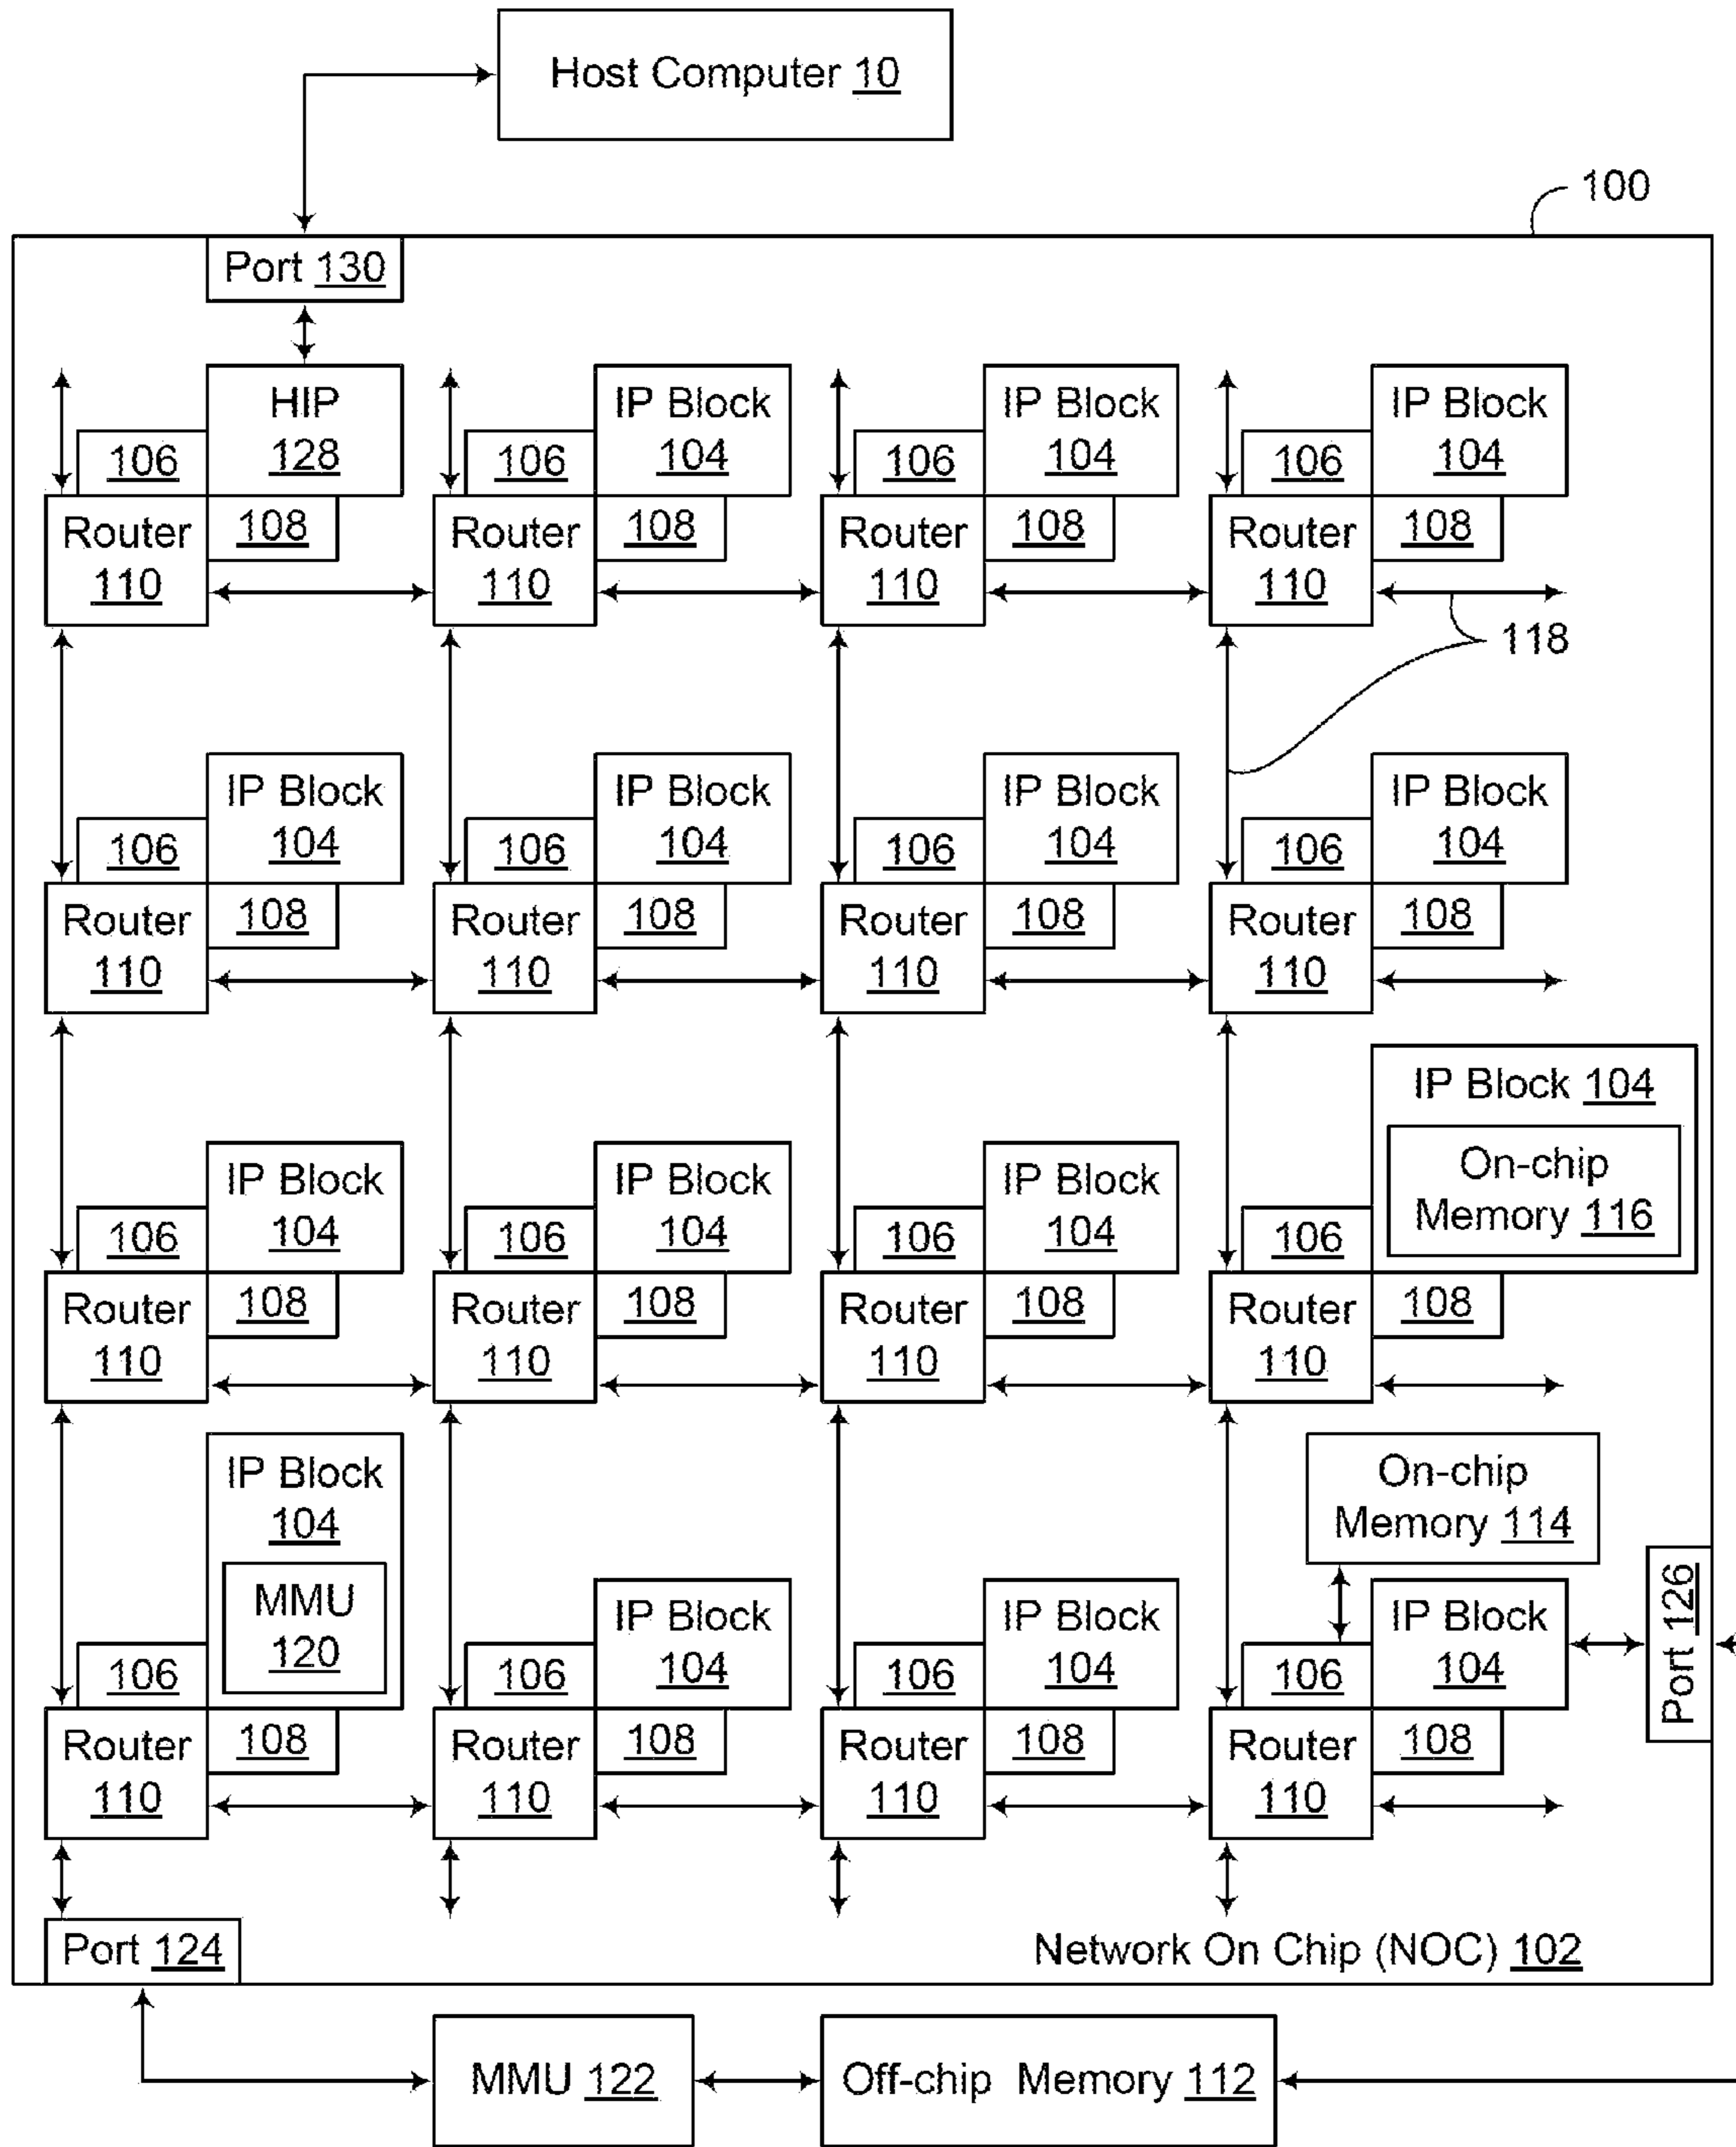 Host Computer 10
100
Port 130
HIP
128
IP Block
104
IP Block
104
IP Block
104
106
106
106
106
Router
110
108
Router
110
108
Router
110
108
Router
110
108
118
IP Block
104
IP Block
104
IP Block
104
IP Block
104
106
106
106
106
Router
110
108
Router
110
108
Router
110
108
Router
110
108
IP Block 104
On-chip
Memory 116
IP Block
104
IP Block
104
IP Block
104
106
106
106
106
Router
110
108
Router
110
108
Router
110
108
Router
110
108
IP Block
104
MMU
120
On-chip
Memory 114
IP Block
104
IP Block
104
IP Block
104
Port 126
106
106
106
106
Router
110
108
Router
110
108
Router
110
108
Router
110
108
Port 124
Network On Chip (NOC) 102
MMU 122
Off-chip Memory 112